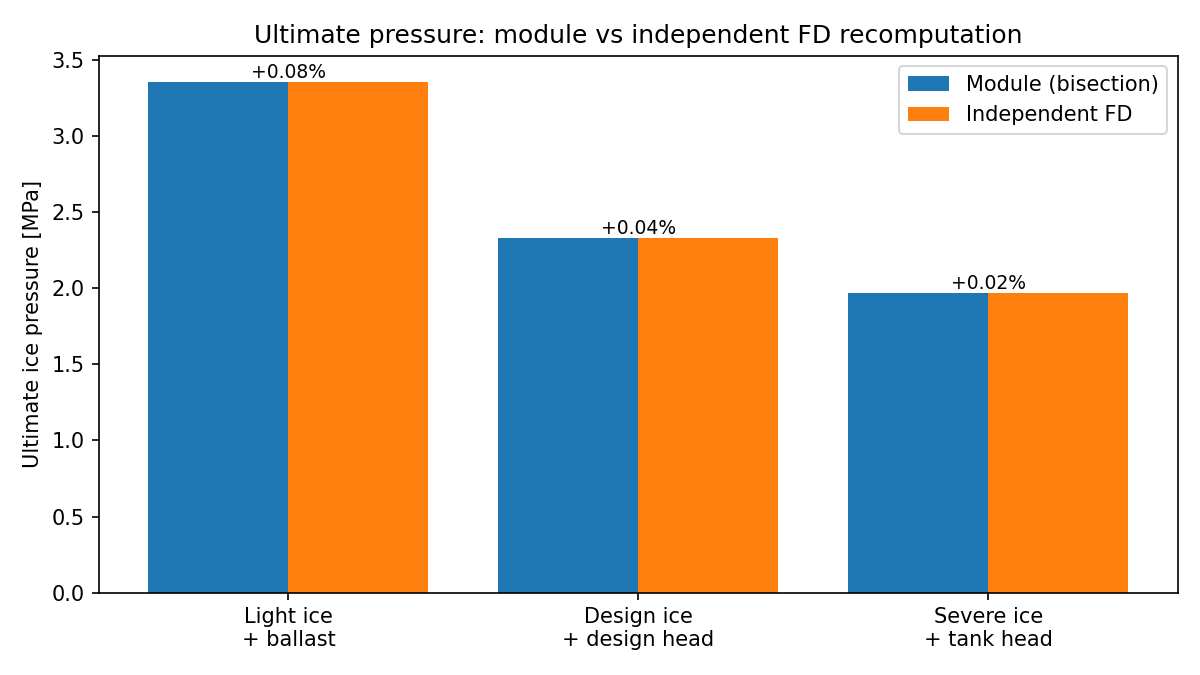 Ultimate pressure: module vs independent FD recomputation
Ultimate ice pressure [MPa]
3.5
3.0
2.5
2.0
1.5
1.0
0.5
0.0
+0.08%
+0.04%
+0.02%
Module (bisection)
Independent FD
Light ice
+ ballast
Design ice
+ design head
Severe ice
+ tank head